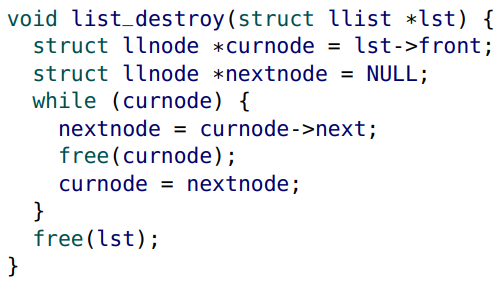 void list_destroy(struct llist *lst) {
  struct llnode *curnode = lst->front;
  struct llnode *nextnode = NULL;
  while (curnode) {
    nextnode = curnode->next;
    free(curnode);
    curnode = nextnode;
  }
  free(lst);
}